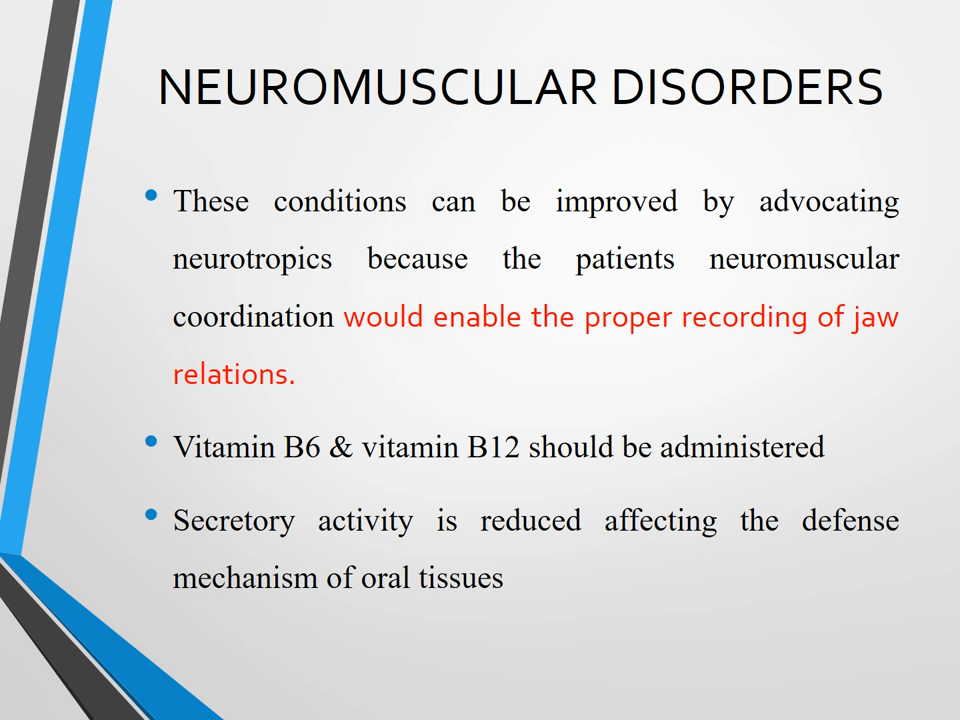 NEUROMUSCULAR DISORDERS
• These conditions can be improved by advocating
neurotropics because the patients neuromuscular
coordination would enable the proper recording of jaw
relations.
• Vitamin B6 & vitamin B12 should be administered
• Secretory activity is reduced affecting the defense
mechanism of oral tissues